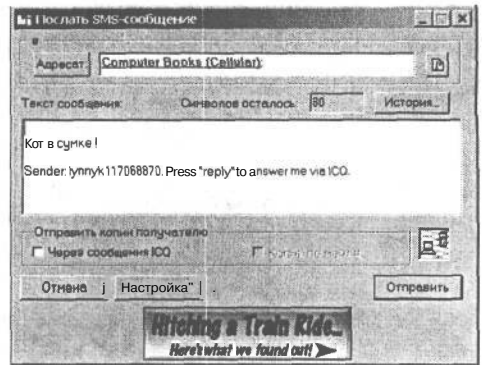 Послать SMS-сообщение
Адресат Computer Books (Cellular);
Текст сообщения: Символов осталось: 80 История...
Кот в сумке !
Sender: lynnyk117068870. Press "reply" to answer me via ICQ.
Отправить копии получателю
Через сообщения ICQ
Отмена j Настройка" | . Отправить
Hitching a Train Ride...
Here's what we found out!